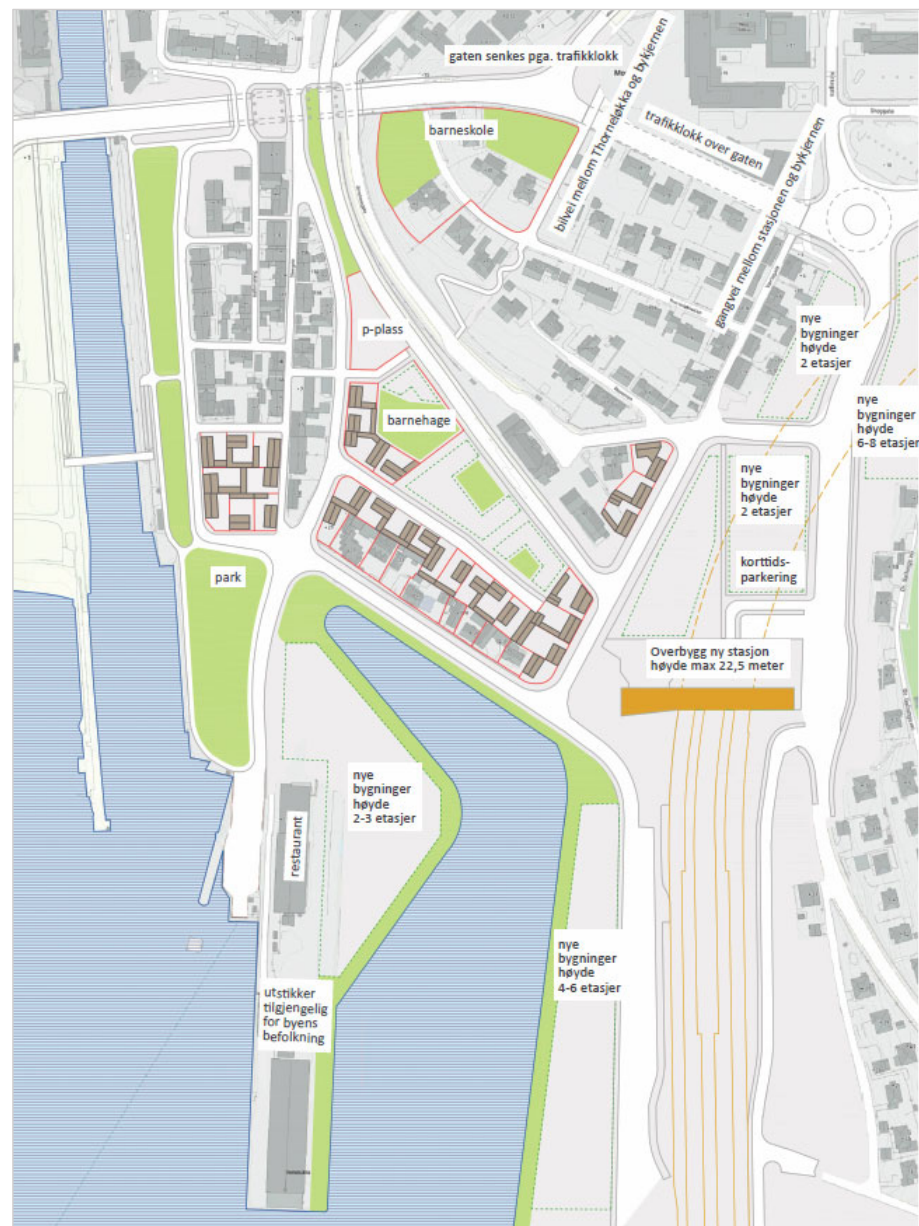 gaten senkes pga. trafikklokk
bilvei mellom Thorneløkka og bykjernen
barneskole
trafikklokk over gaten
gangvei mellom stasjonen og bykjernen
nye
bygninger
høyde
2 etasjer
p-plass
nye
bygninger
høyde
6-8 etasjer
barnehage
nye
bygninger
høyde
2 etasjer
korttids-
parkering
park
Overbygg ny stasjon
høyde max 22,5 meter
nye
bygninger
høyde
2-3 etasjer
restaurant
nye
bygninger
høyde
4-6 etasjer
utstikker
tilgjengelig
for byens
befolkning